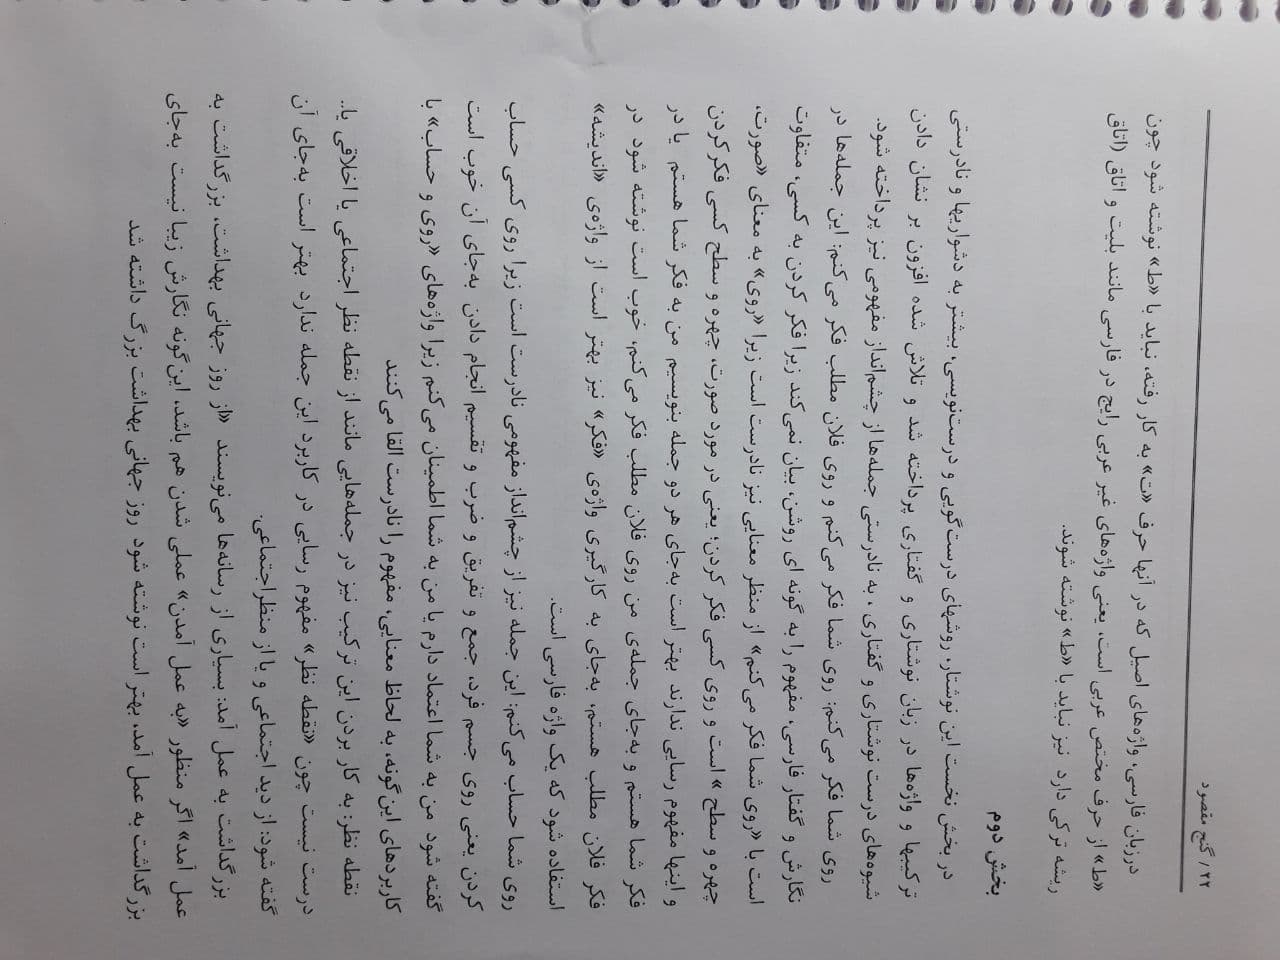 ۲۲ / گنج مقصود
درزبان فارسی، واژه‌های اصیل که در آنها حرف «ت» به کار رفته، نباید با «ط» نوشته شود چون
«ط» از حرف مختص عربی است، یعنی واژه‌های غیر عربی رایج در فارسی مانند بلیت و اتاق (اتاق
ریشه ترکی دارد نیز نباید با «ط» نوشته شوند.
بخش دوم
در بخش نخست این نوشتار، روشهای درست‌گویی و درست‌نویسی، بیشتر به دشواریها و نادرستی
ترکیبها و واژه‌ها در زبان نوشتاری و گفتاری پرداخته شد و تلاش شده افزون بر نشان دادن
شیوه‌های درست نوشتاری و گفتاری ، به نادرستی جمله‌ها از چشم‌انداز مفهومی نیز پرداخته شود.
روی شما فکر می‌کنم: روی شما فکر می‌کنم و روی فلان مطلب فکر می‌کنم: این جمله‌ها در
نگارش و گفتار فارسی، مفهوم را به گونه ای روشن، بیان نمی‌کند زیرا فکر کردن به کسی، متفاوت
است با «روی شما فکر می‌کنم» از منظر معنایی نیز نادرست است زیرا «روی» به معنای «صورت،
چهره و سطح » است و روی کسی فکر کردن؛ یعنی در مورد صورت، چهره و سطح کسی فکرکردن
و اینها مفهوم رسایی ندارند بهتر است به‌جای هر دو جمله بنویسیم من به فکر شما هستم یا در
فکر شما هستم و به‌جای جمله‌ی من روی فلان مطلب فکر می‌کنم، خوب است نوشته شود در
فکر فلان مطلب هستم، به‌جای به کارگیری واژه‌ی «فکر» نیز بهتر است از واژه‌ی «اندیشه»
استفاده شود که یک واژه فارسی است.
روی شما حساب می‌کنم: این جمله نیز از چشم‌انداز مفهومی نادرست است زیرا روی کسی حساب
کردن یعنی روی جسم فرد، جمع و تفریق و ضرب و تقسیم انجام دادن به‌جای آن خوب است
گفته شود من به شما اعتماد دارم یا من به شما اطمینان می‌کنم زیرا واژه‌های «روی و حساب» با
کاربردهای این‌گونه، به لحاظ معنایی، مفهوم را نادرست القا می‌کنند
نقطه نظر: به کار بردن این ترکیب نیز در جمله‌هایی مانند از نقطه نظر اجتماعی یا اخلاقی یا..
درست نیست چون «نقطه نظر» مفهوم رسایی در کاربرد این جمله ندارد بهتر است به‌جای آن
گفته شود: از دید اجتماعی و یا از منظراجتماعی.
بزرگداشت به عمل آمد: بسیاری از رسانه‌ها می‌نویسند «از روز جهانی بهداشت، بزرگداشت به
عمل آمد» اگر منظور «به عمل آمدن» عملی شدن هم باشد، این‌گونه نگارش زیبا نیست به‌جای
بزرگداشت به عمل آمد، بهتر است نوشته شود روز جهانی بهداشت بزرگ داشته شد